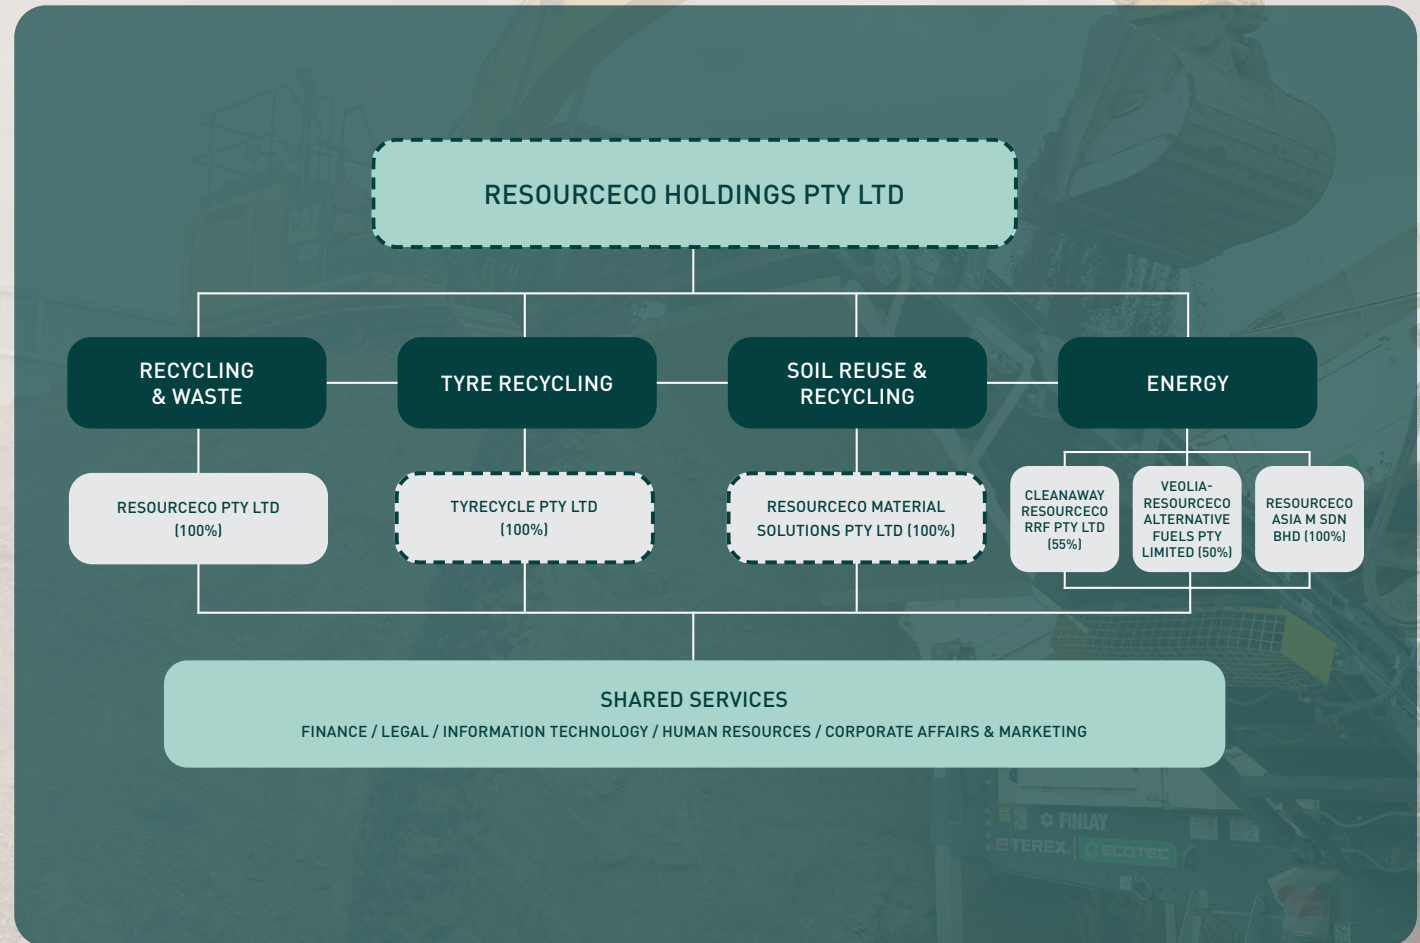 RESOURCECO HOLDINGS PTY LTD
RECYCLING
& WASTE
TYRE RECYCLING
SOIL REUSE &
RECYCLING
ENERGY
RESOURCECO PTY LTD
(100%)
TYRECYCLE PTY LTD
(100%)
RESOURCECO MATERIAL
SOLUTIONS PTY LTD (100%)
CLEANAWAY
RESOURCECO
RRF PTY LTD
(55%)
VEOLIA-
RESOURCECO
ALTERNATIVE
FUELS PTY
LIMITED (50%)
RESOURCECO
ASIA M SDN
BHD (100%)
SHARED SERVICES
FINANCE / LEGAL / INFORMATION TECHNOLOGY / HUMAN RESOURCES / CORPORATE AFFAIRS & MARKETING
FINLAY
TEREX. ECOTEC